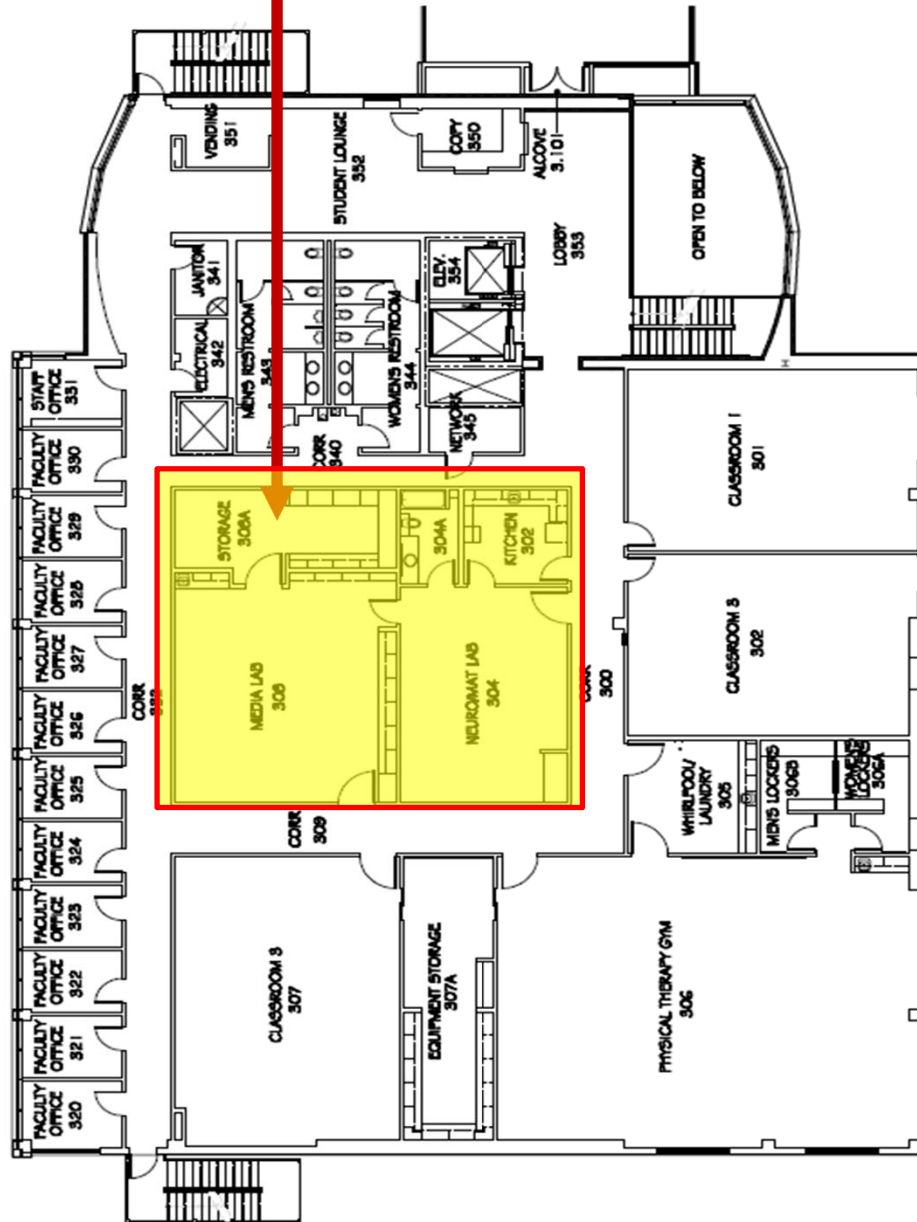 VENDING
351
STUDENT LOUNGE
352
COPY
350
ALCOVE
3.101
LOBBY
353
OPEN TO BELOW
JANITOR
341
ELECTRICAL
342
MENS RESTROOM
343
WOMENS RESTROOM
344
ELEV.
354
NETWORK
345
CORR
340
STAFF
OFFICE
331
FACULTY
OFFICE
330
FACULTY
OFFICE
329
FACULTY
OFFICE
328
FACULTY
OFFICE
327
FACULTY
OFFICE
326
FACULTY
OFFICE
325
FACULTY
OFFICE
324
FACULTY
OFFICE
323
FACULTY
OFFICE
322
FACULTY
OFFICE
321
FACULTY
OFFICE
320
CORR
STORAGE
308A
304A
KITCHEN
302
MEDIA LAB
308
NEURO/MAT LAB
304
CORR
300
CLASSROOM 1
301
CLASSROOM 3
302
WHIRLPOOL/
LAUNDRY
305
MENS LOCKERS
306B
WOMENS
LOCKERS
306A
CORR
309
CLASSROOM 3
307
EQUIPMENT STORAGE
307A
PHYSICAL THERAPY GYM
306